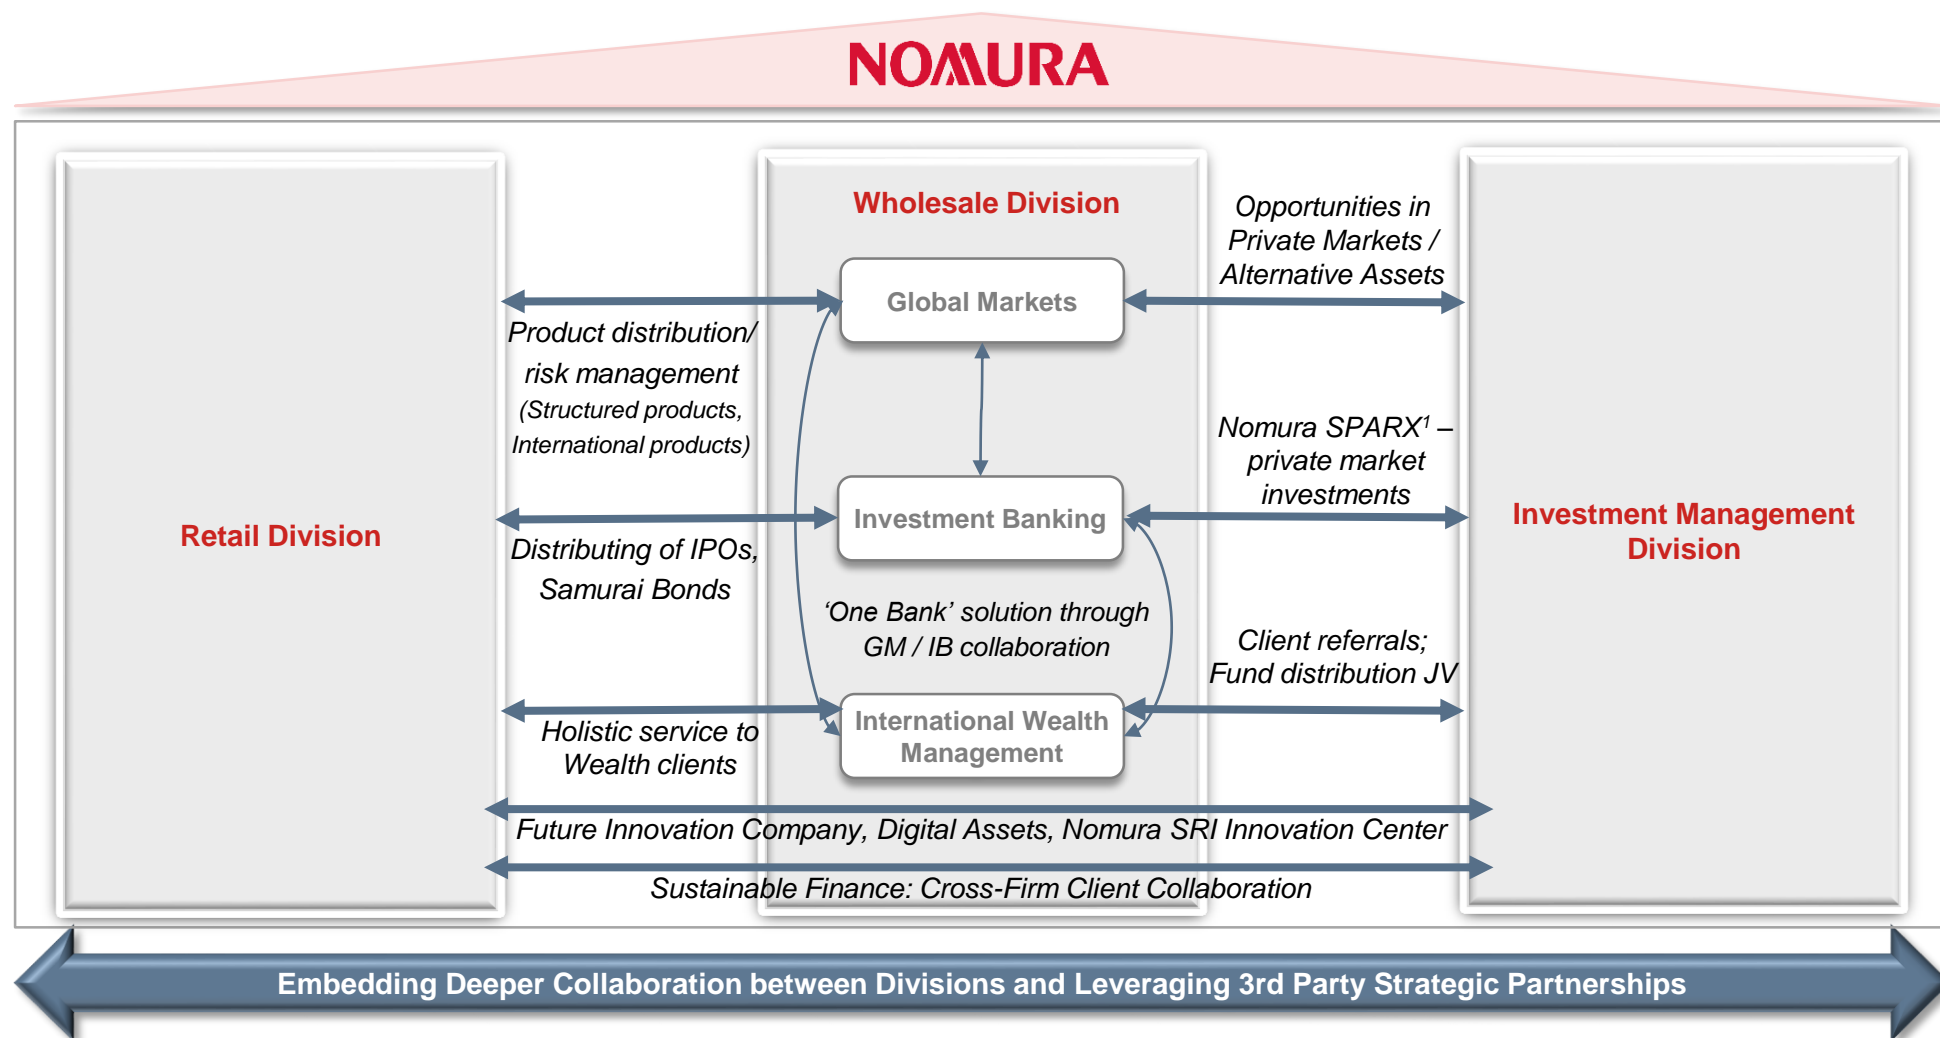 NOMURA
Retail Division
Product distribution/
risk management
(Structured products,
International products)
Distributing of IPOs,
Samurai Bonds
Holistic service to
Wealth clients
Wholesale Division
Global Markets
Investment Banking
‘One Bank’ solution through
GM / IB collaboration
International Wealth
Management
Opportunities in
Private Markets /
Alternative Assets
Nomura SPARX¹ –
private market
investments
Client referrals;
Fund distribution JV
Investment Management
Division
Future Innovation Company, Digital Assets, Nomura SRI Innovation Center
Sustainable Finance: Cross-Firm Client Collaboration
Embedding Deeper Collaboration between Divisions and Leveraging 3rd Party Strategic Partnerships